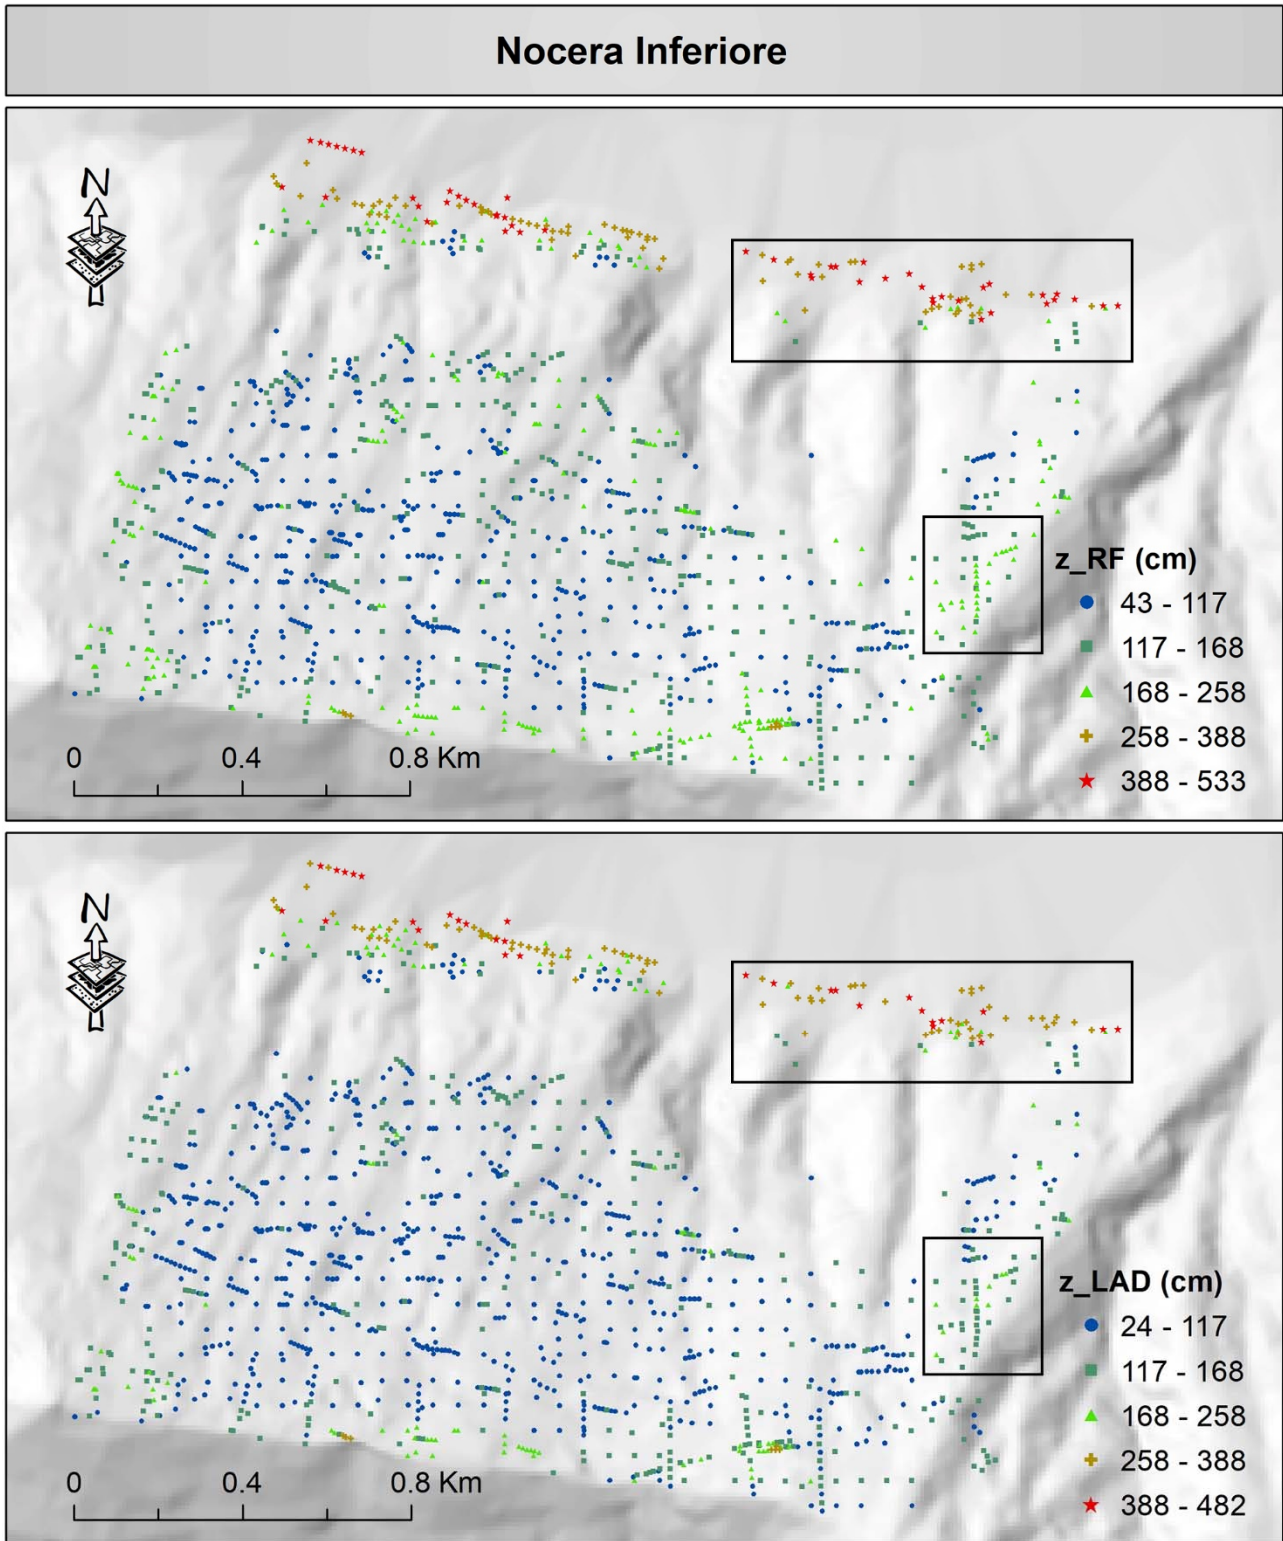 Nocera Inferiore
N
z_RF (cm)
43 - 117
117 - 168
168 - 258
258 - 388
388 - 533
0 0.4 0.8 Km
N
z_LAD (cm)
24 - 117
117 - 168
168 - 258
258 - 388
388 - 482
0 0.4 0.8 Km